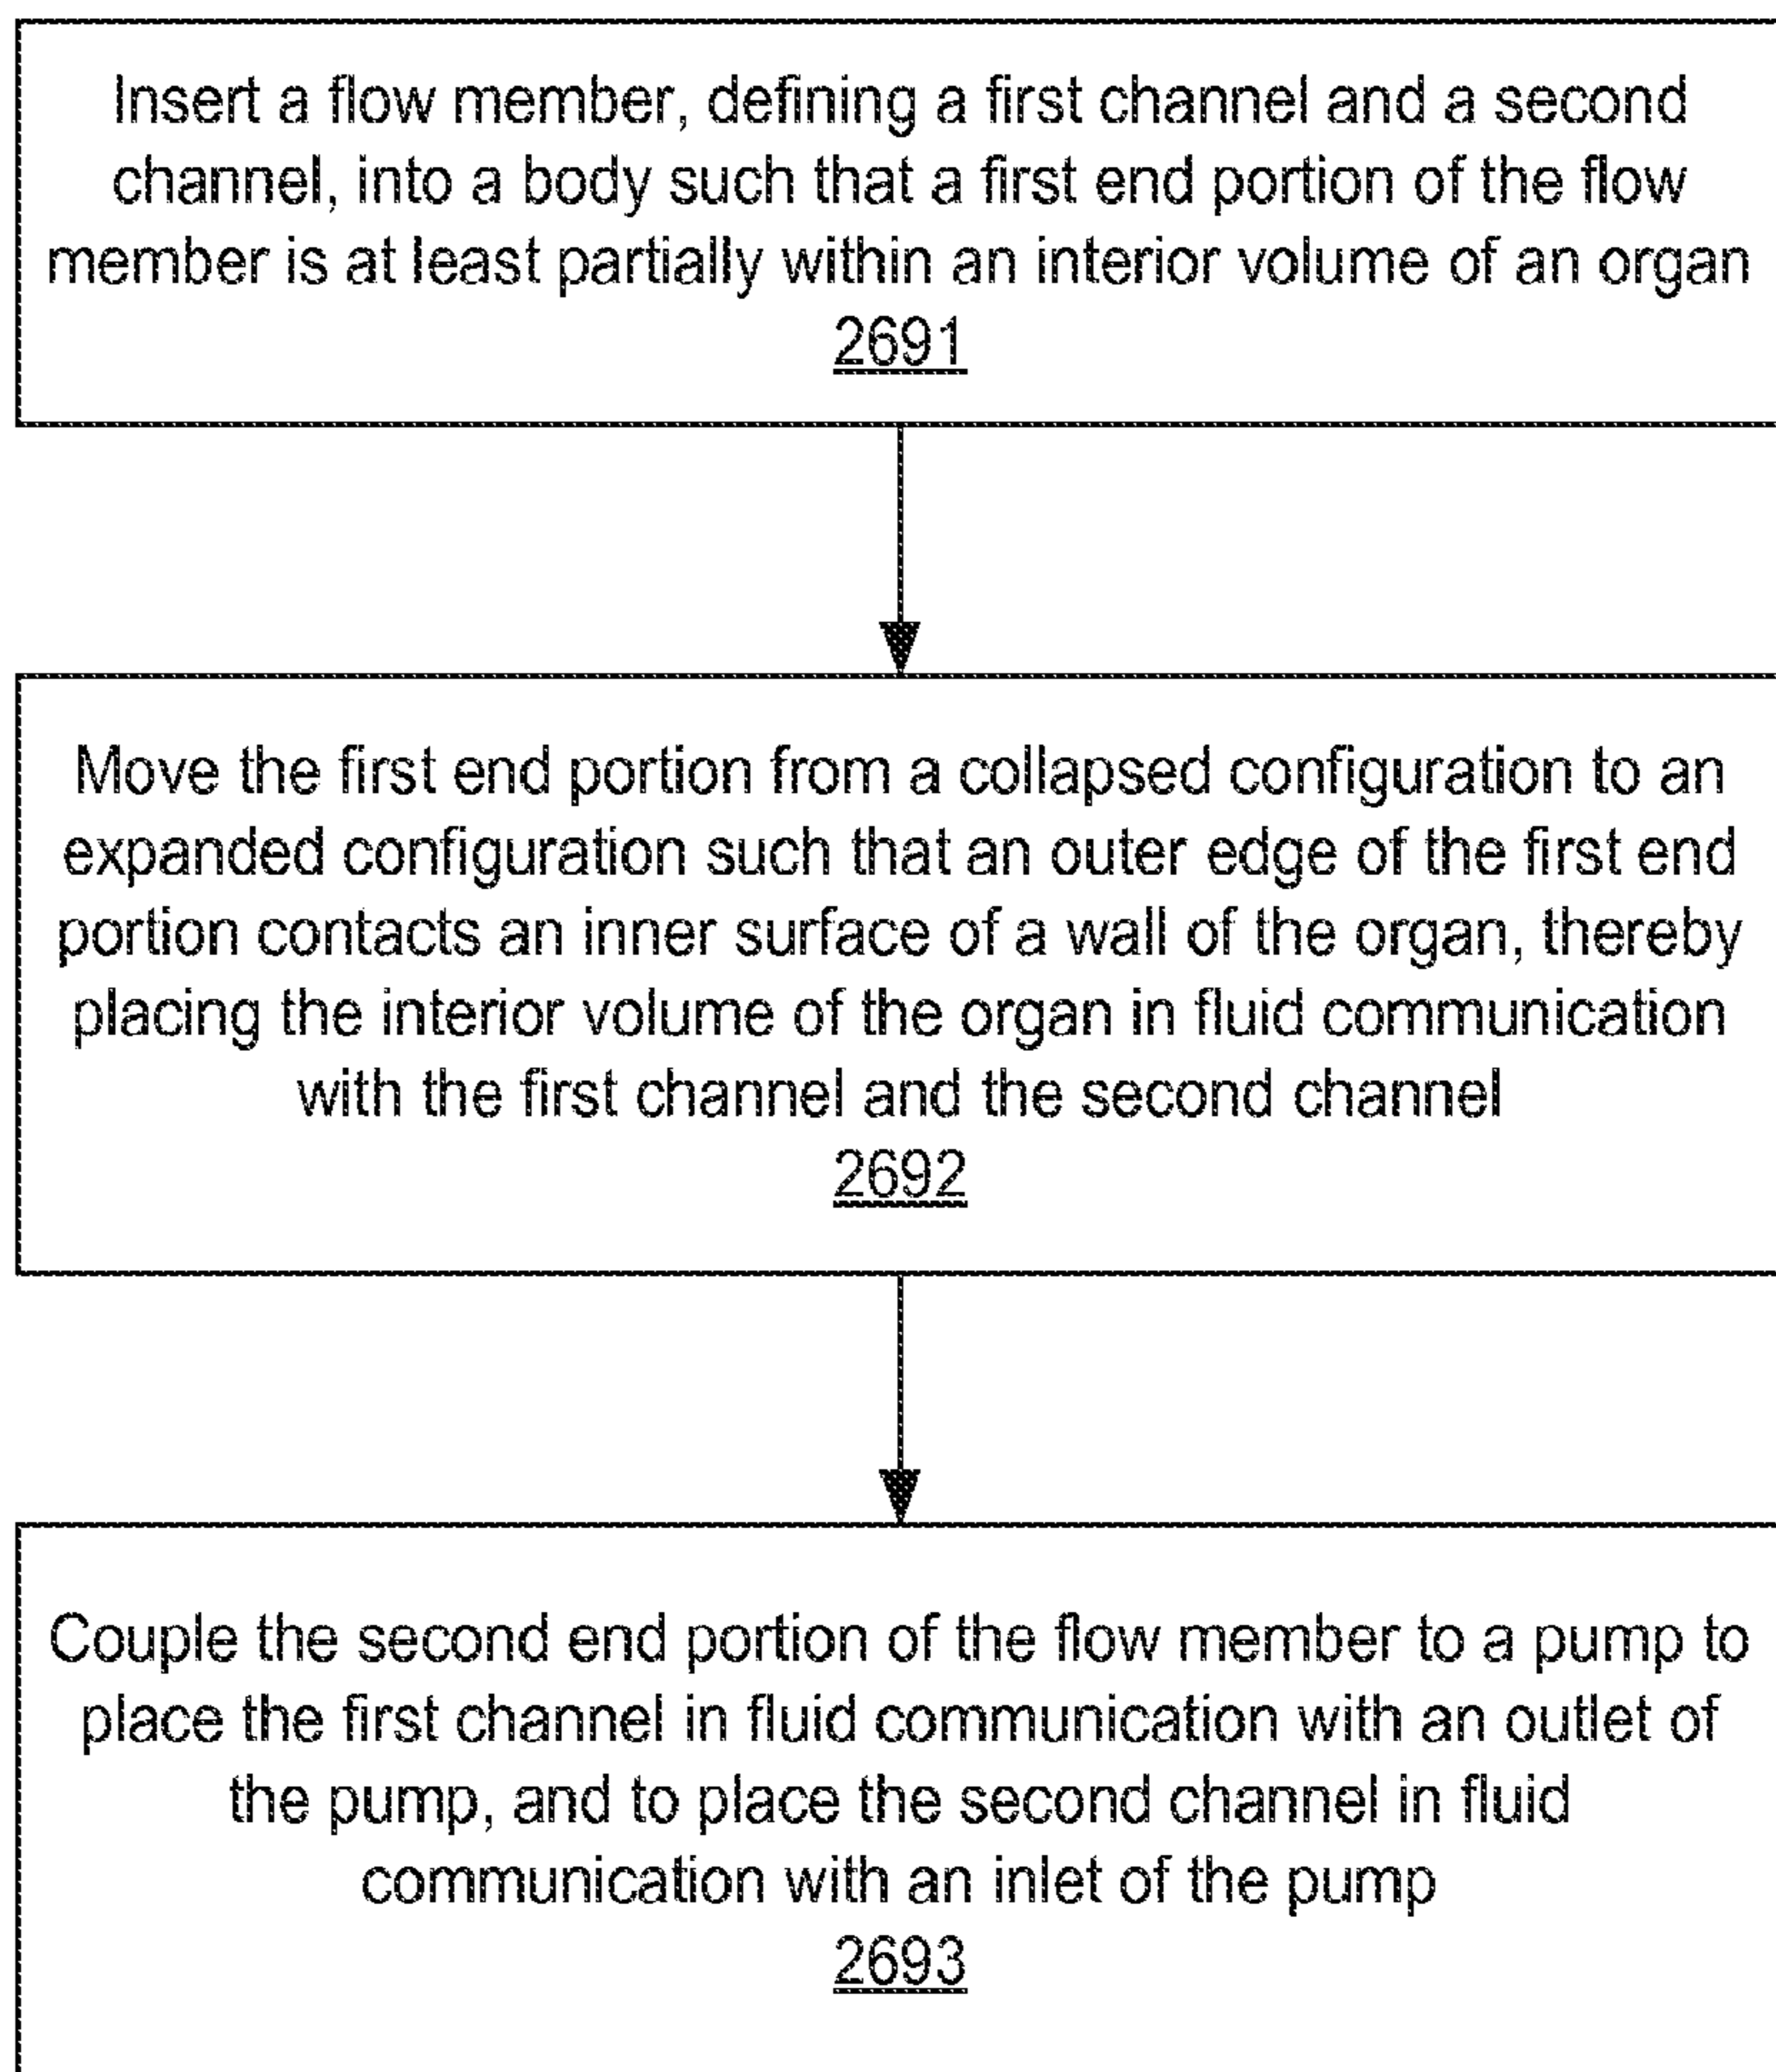 Insert a flow member, defining a first channel and a second
channel, into a body such that a first end portion of the flow
member is at least partially within an interior volume of an organ
2691
Move the first end portion from a collapsed configuration to an
expanded configuration such that an outer edge of the first end
portion contacts an inner surface of a wall of the organ, thereby
placing the interior volume of the organ in fluid communication
with the first channel and the second channel
2692
Couple the second end portion of the flow member to a pump to
place the first channel in fluid communication with an outlet of
the pump, and to place the second channel in fluid
communication with an inlet of the pump
2693